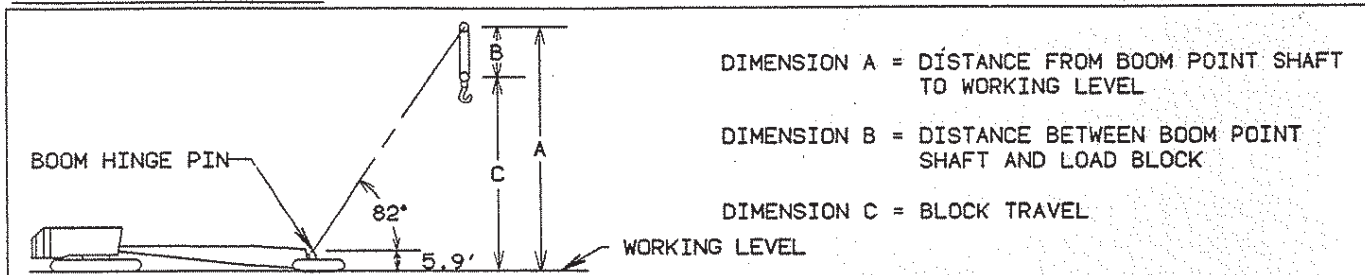 DIMENSION A = DISTANCE FROM BOOM POINT SHAFT
TO WORKING LEVEL
DIMENSION B = DISTANCE BETWEEN BOOM POINT
SHAFT AND LOAD BLOCK
DIMENSION C = BLOCK TRAVEL
B
A
C
BOOM HINGE PIN
82°
5.9'
WORKING LEVEL